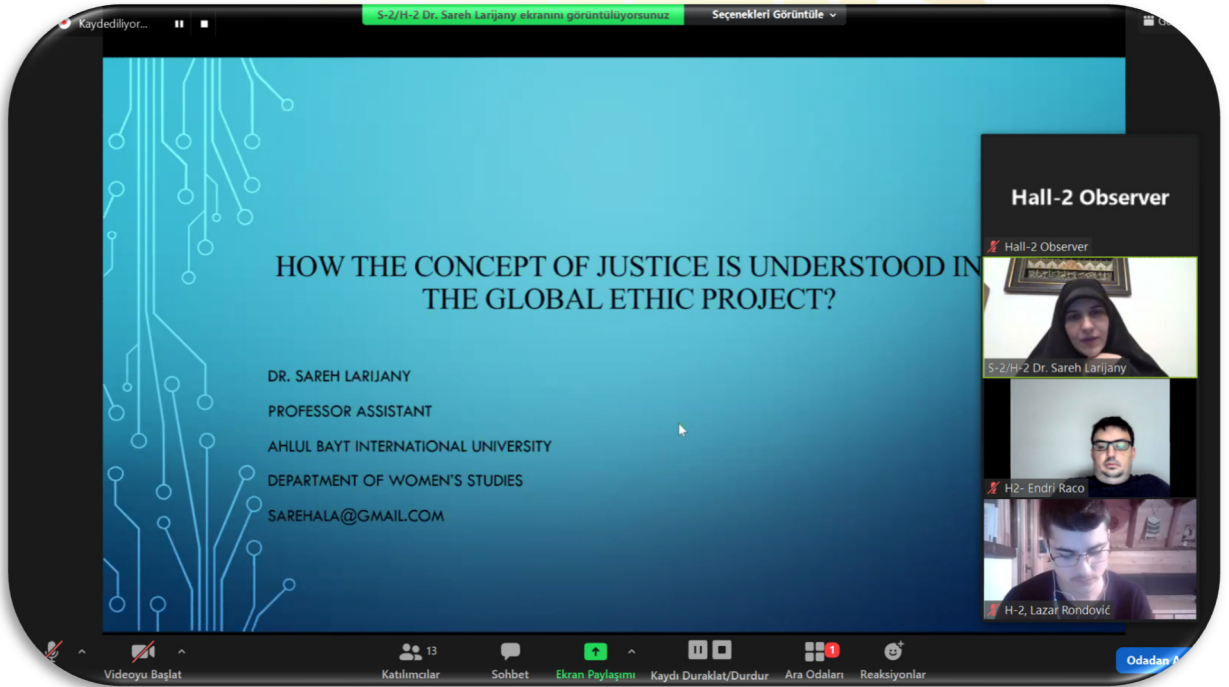 Kaydediliyor...
S-2/H-2 Dr. Sareh Larijany ekranını görüntülüyorsunuz
Seçenekleri Görüntüle
HOW THE CONCEPT OF JUSTICE IS UNDERSTOOD IN
THE GLOBAL ETHIC PROJECT?
DR. SAREH LARIJANY
PROFESSOR ASSISTANT
AHLUL BAYT INTERNATIONAL UNIVERSITY
DEPARTMENT OF WOMEN'S STUDIES
SAREHALA@GMAIL.COM
Hall-2 Observer
Hall-2 Observer
S-2/H-2 Dr. Sareh Larijany
H2- Endri Raco
H-2, Lazar Rondović
Videoyu Başlat
13
Katılımcılar
Sohbet
Ekran Paylaşımı
Kaydı Duraklat/Durdur
1
Ara Odaları
Reaksiyonlar
Odadan